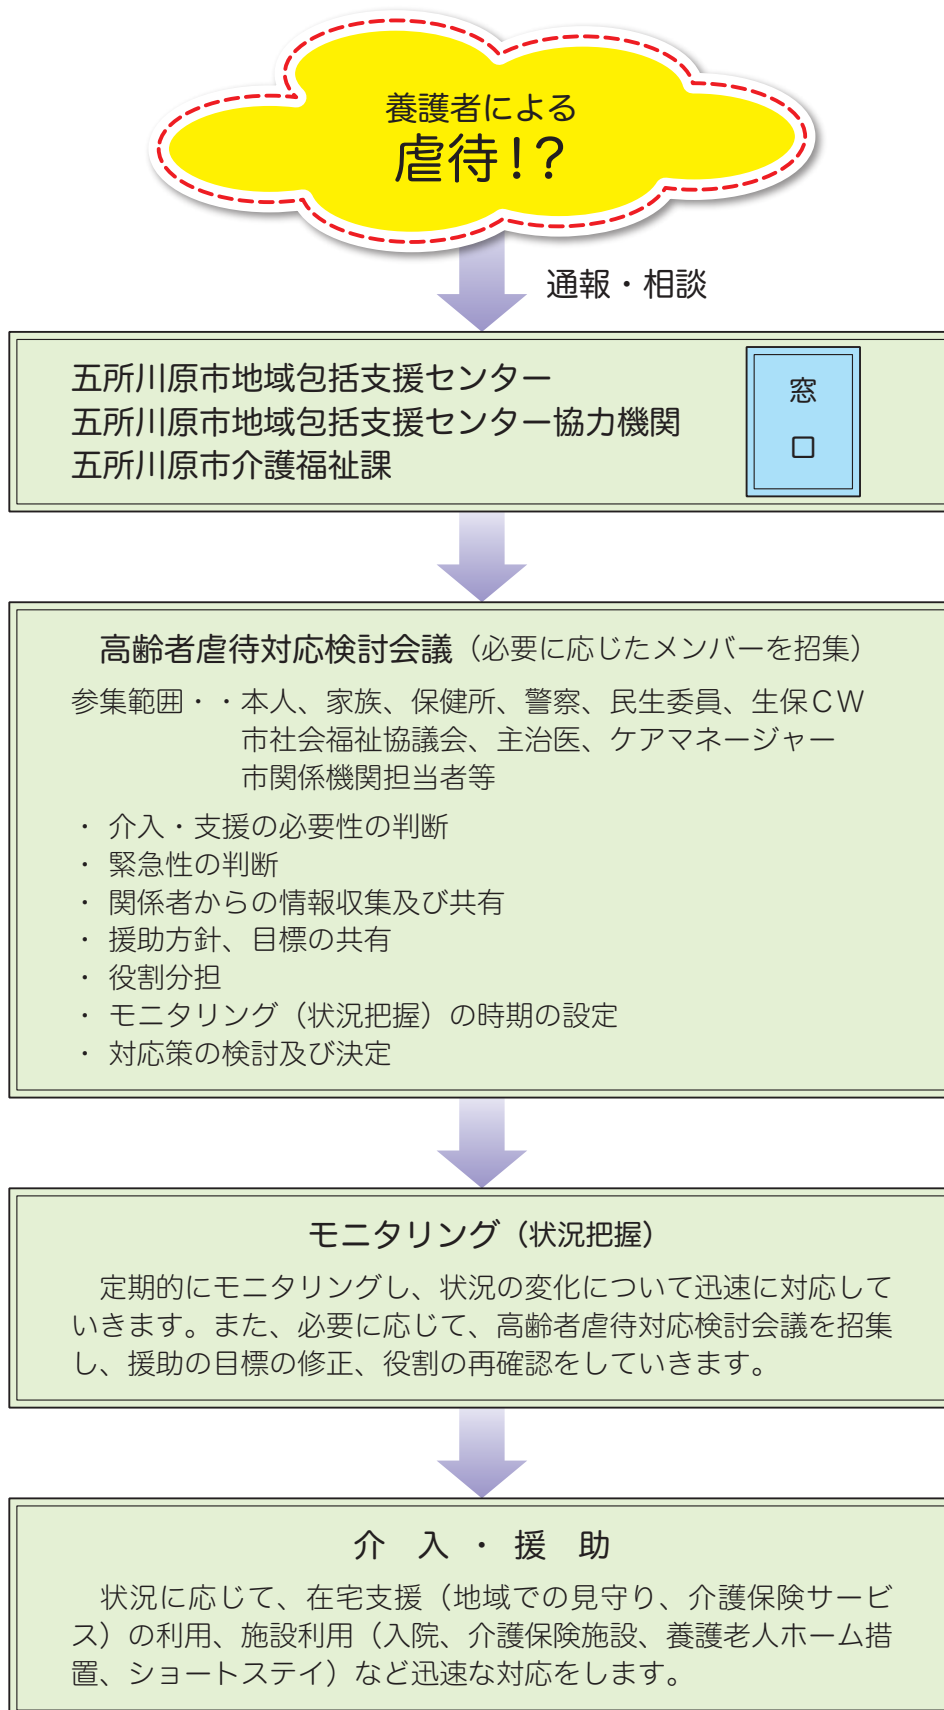 養護者による
虐待!?
通報・相談
五所川原市地域包括支援センター
五所川原市地域包括支援センター協力機関
五所川原市介護福祉課
窓
口
高齢者虐待対応検討会議（必要に応じたメンバーを招集）
参集範囲・・本人、家族、保健所、警察、民生委員、生保ＣＷ
市社会福祉協議会、主治医、ケアマネージャー
市関係機関担当者等
・ 介入・支援の必要性の判断
・ 緊急性の判断
・ 関係者からの情報収集及び共有
・ 援助方針、目標の共有
・ 役割分担
・ モニタリング（状況把握）の時期の設定
・ 対応策の検討及び決定
モニタリング（状況把握）
　定期的にモニタリングし、状況の変化について迅速に対応して
いきます。また、必要に応じて、高齢者虐待対応検討会議を招集
し、援助の目標の修正、役割の再確認をしていきます。
介　入　・　援　助
　状況に応じて、在宅支援（地域での見守り、介護保険サービ
ス）の利用、施設利用（入院、介護保険施設、養護老人ホーム措
置、ショートステイ）など迅速な対応をします。